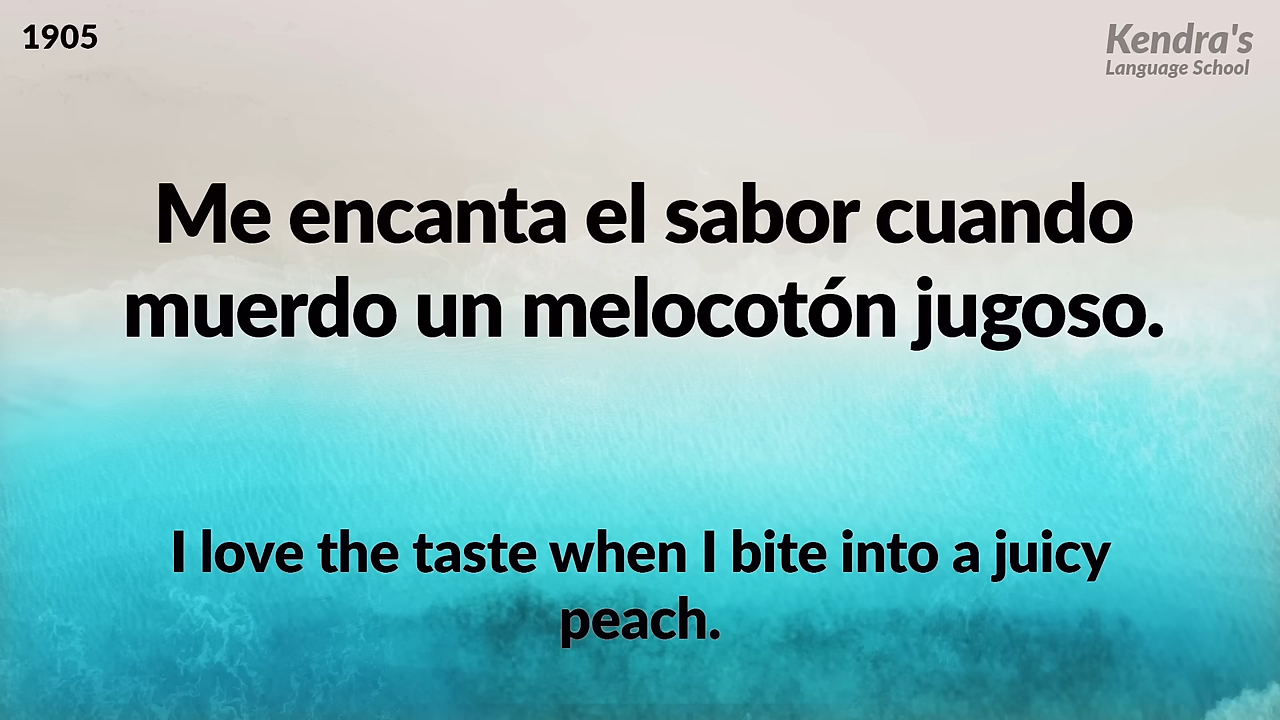 1905
Kendra's
Language School
Me encanta el sabor cuando
muerdo un melocotón jugoso.
I love the taste when I bite into a juicy
peach.